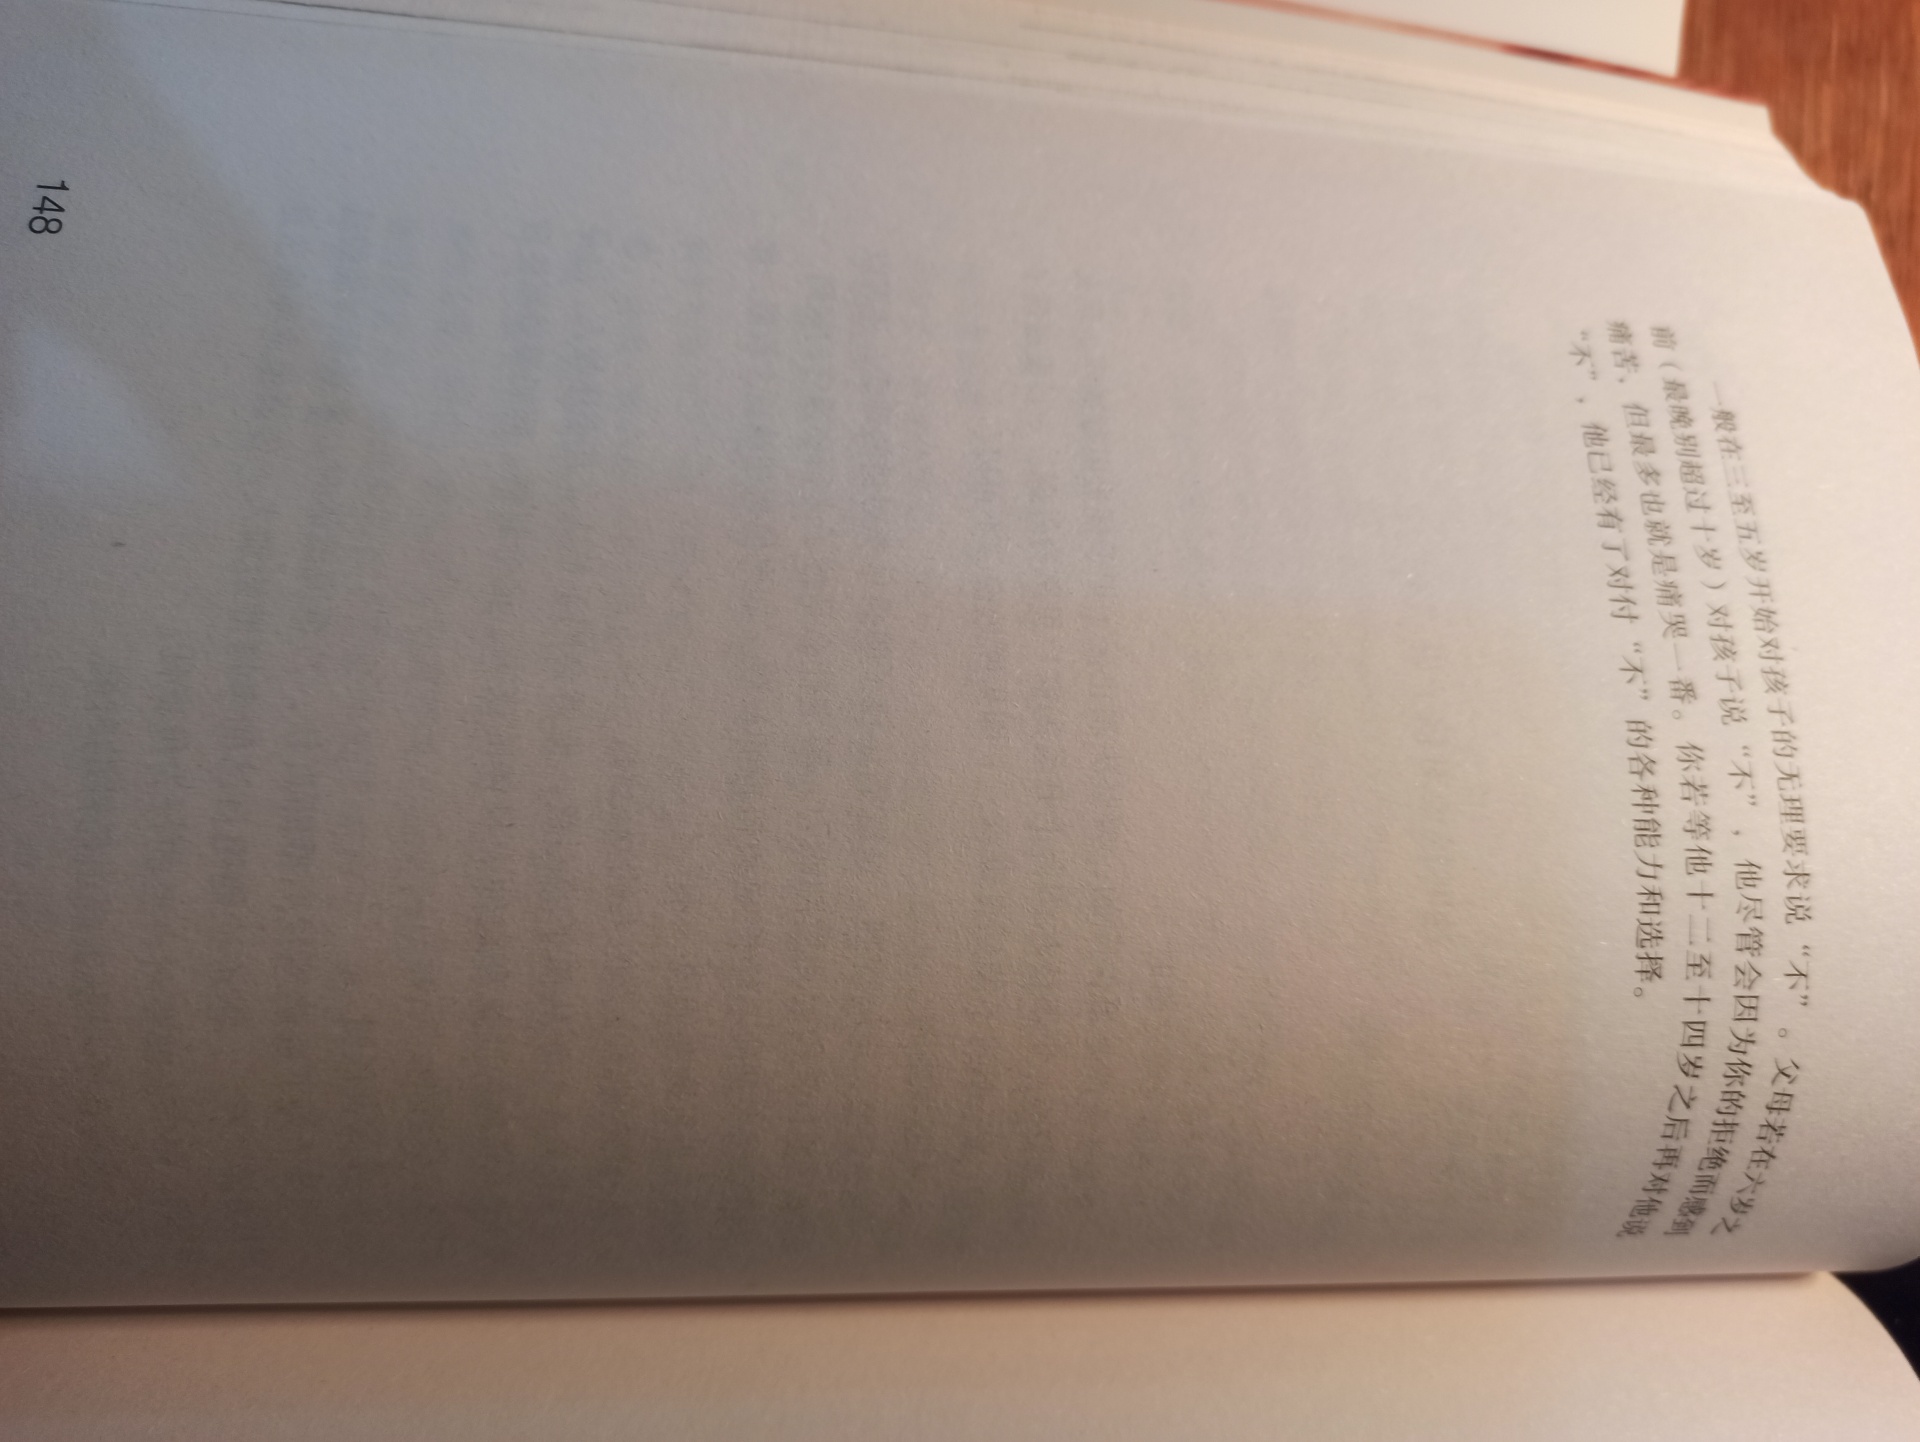 一般在三至五岁开始对孩子的无理要求说“不”。父母若在六岁之
前（最晚别超过十岁）对孩子说“不”，他尽管会因为你的拒绝而感到
痛苦，但最多也就是痛哭一番。你若等他十二至十四岁之后再对他说
“不”，他已经有了对付“不”的各种能力和选择。
148